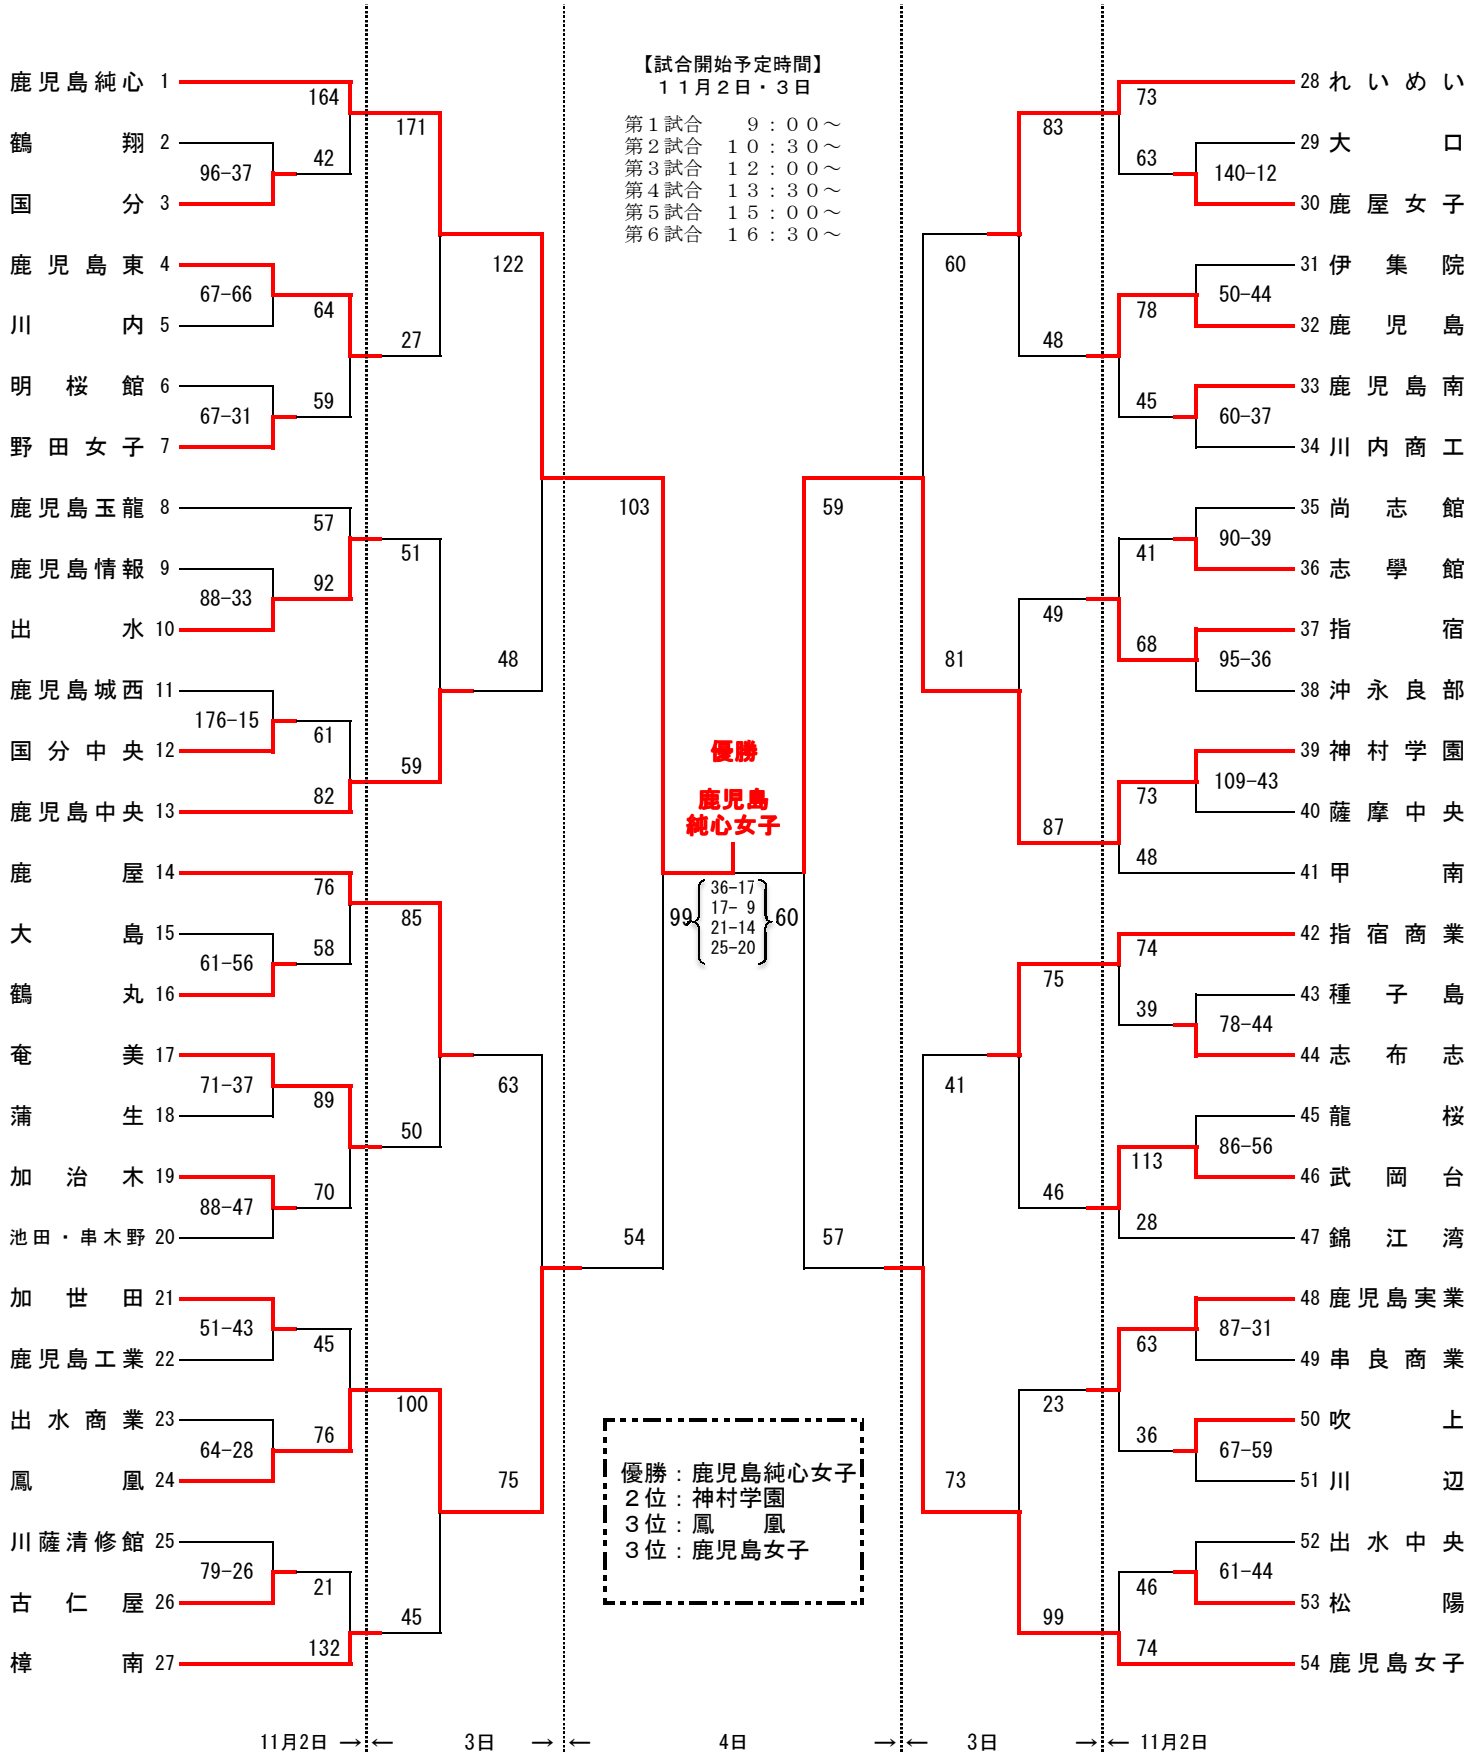 【試合開始予定時間】
１１月２日・３日
第１試合　９：００～
第２試合　１０：３０～
第３試合　１２：００～
第４試合　１３：３０～
第５試合　１５：００～
第６試合　１６：３０～
鹿児島純心 1
164
171
鶴翔 2
96-37
42
国分 3
122
鹿児島東 4
67-66
64
川内 5
27
明桜館 6
67-31
59
野田女子 7
103
鹿児島玉龍 8
57
51
鹿児島情報 9
88-33
92
出水 10
48
鹿児島城西 11
176-15
61
国分中央 12
59
鹿児島中央 13
82
鹿屋 14
76
85
大島 15
61-56
58
鶴丸 16
63
奄美 17
71-37
89
蒲生 18
50
加治木 19
88-47
70
池田・串木野 20
54
加世田 21
51-43
45
鹿児島工業 22
100
出水商業 23
64-28
76
鳳凰 24
75
川薩清修館 25
79-26
21
古仁屋 26
45
樟南 27
132
優勝
鹿児島
純心女子
99
36-17
17- 9
21-14
25-20
60
優勝：鹿児島純心女子
２位：神村学園
３位：鳳　凰
３位：鹿児島女子
28 れいめい
73
83
29 大口
140-12
63
30 鹿屋女子
60
31 伊集院
50-44
78
32 鹿児島
48
33 鹿児島南
60-37
45
34 川内商工
59
35 尚志館
90-39
41
36 志學館
49
37 指宿
95-36
68
38 沖永良部
81
39 神村学園
109-43
73
40 薩摩中央
87
41 甲南
48
42 指宿商業
74
75
43 種子島
78-44
39
44 志布志
41
45 龍桜
86-56
113
46 武岡台
46
47 錦江湾
28
57
48 鹿児島実業
87-31
63
49 串良商業
23
50 吹上
67-59
36
51 川辺
73
52 出水中央
61-44
46
53 松陽
99
54 鹿児島女子
74
11月2日 →← 3日 →← 4日 →← 3日 →← 11月2日